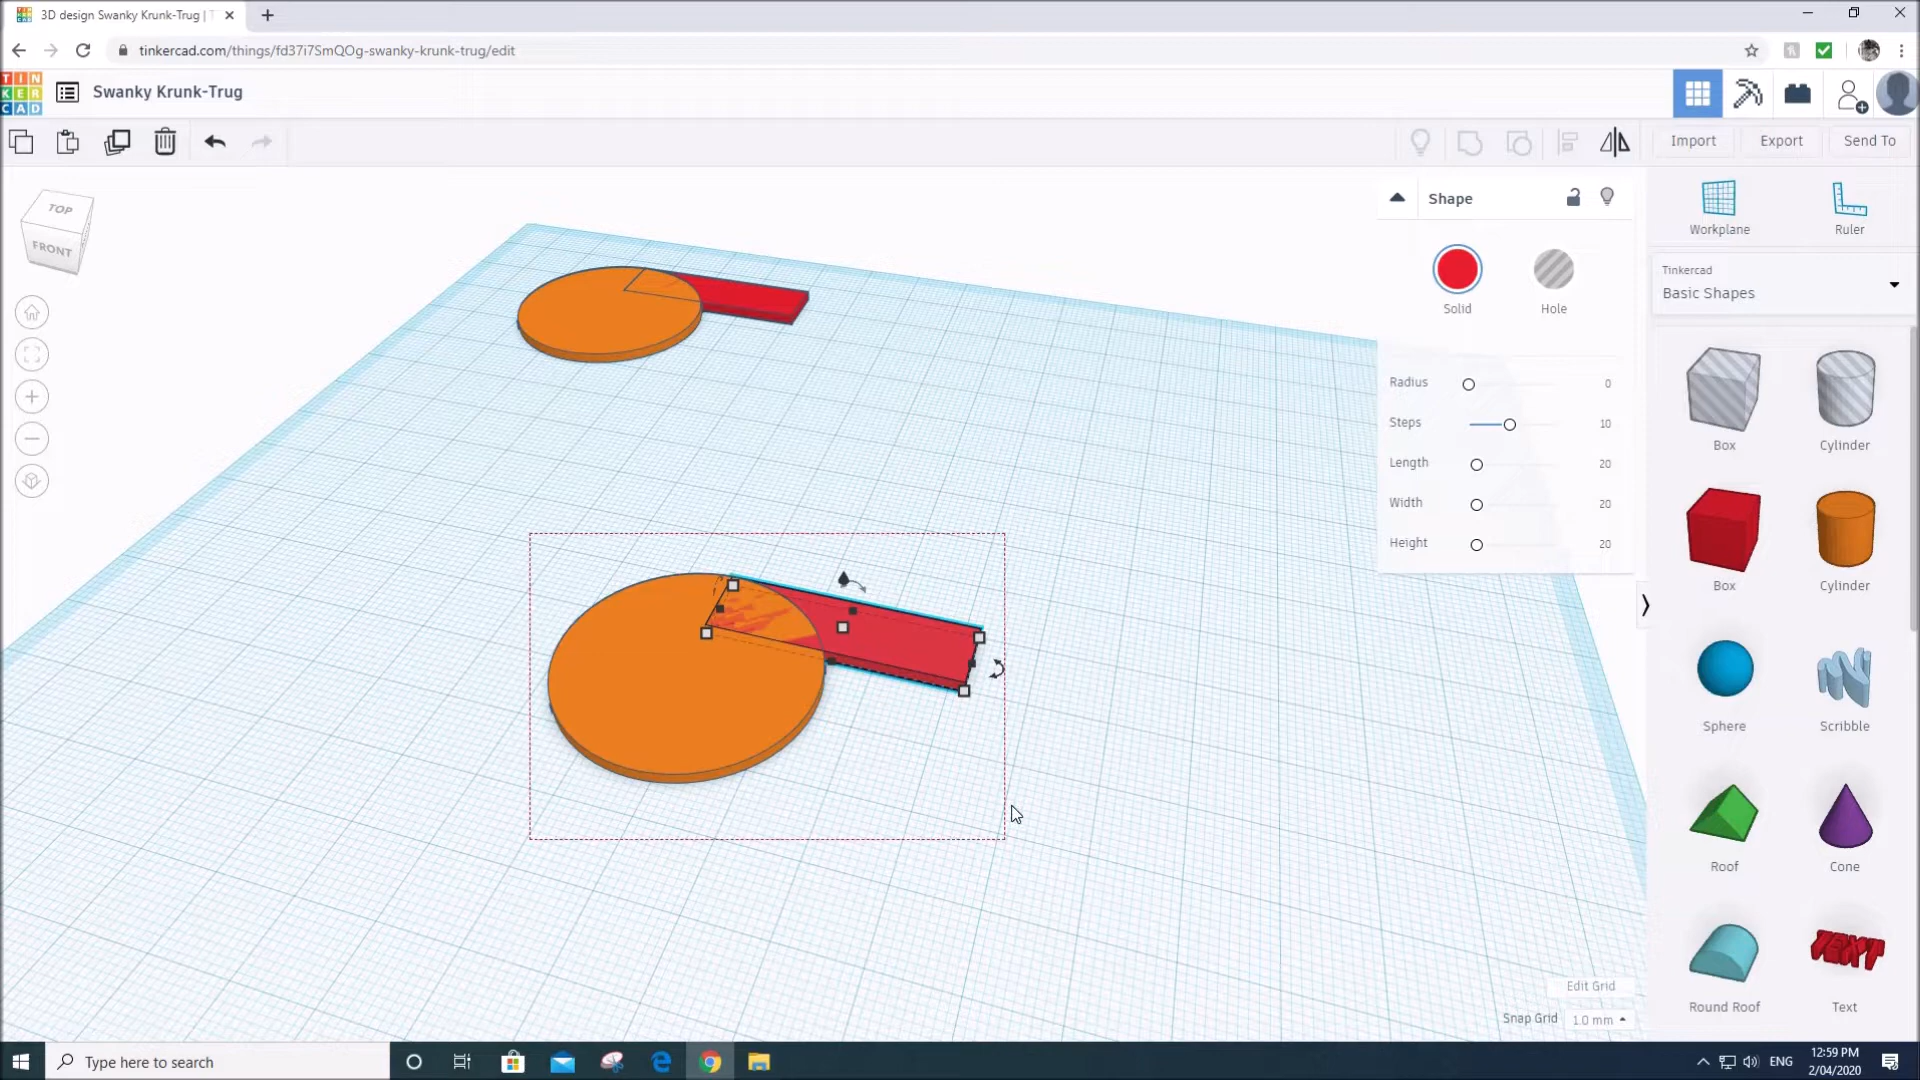 3D design Swanky Krunk-Trug | T
tinkercad.com/things/fd37i7SmQOg-swanky-krunk-trug/edit
TIN
KER
CAD
Swanky Krunk-Trug
Import
Export
Send To
TOP
FRONT
Shape
Solid
Hole
Radius
0
Steps
10
Length
20
Width
20
Height
20
Workplane
Ruler
Tinkercad
Basic Shapes
Box
Cylinder
Box
Cylinder
Sphere
Scribble
Roof
Cone
TEXT
Round Roof
Text
Edit Grid
Snap Grid
1.0 mm
Type here to search
ENG
12:59 PM
2/04/2020